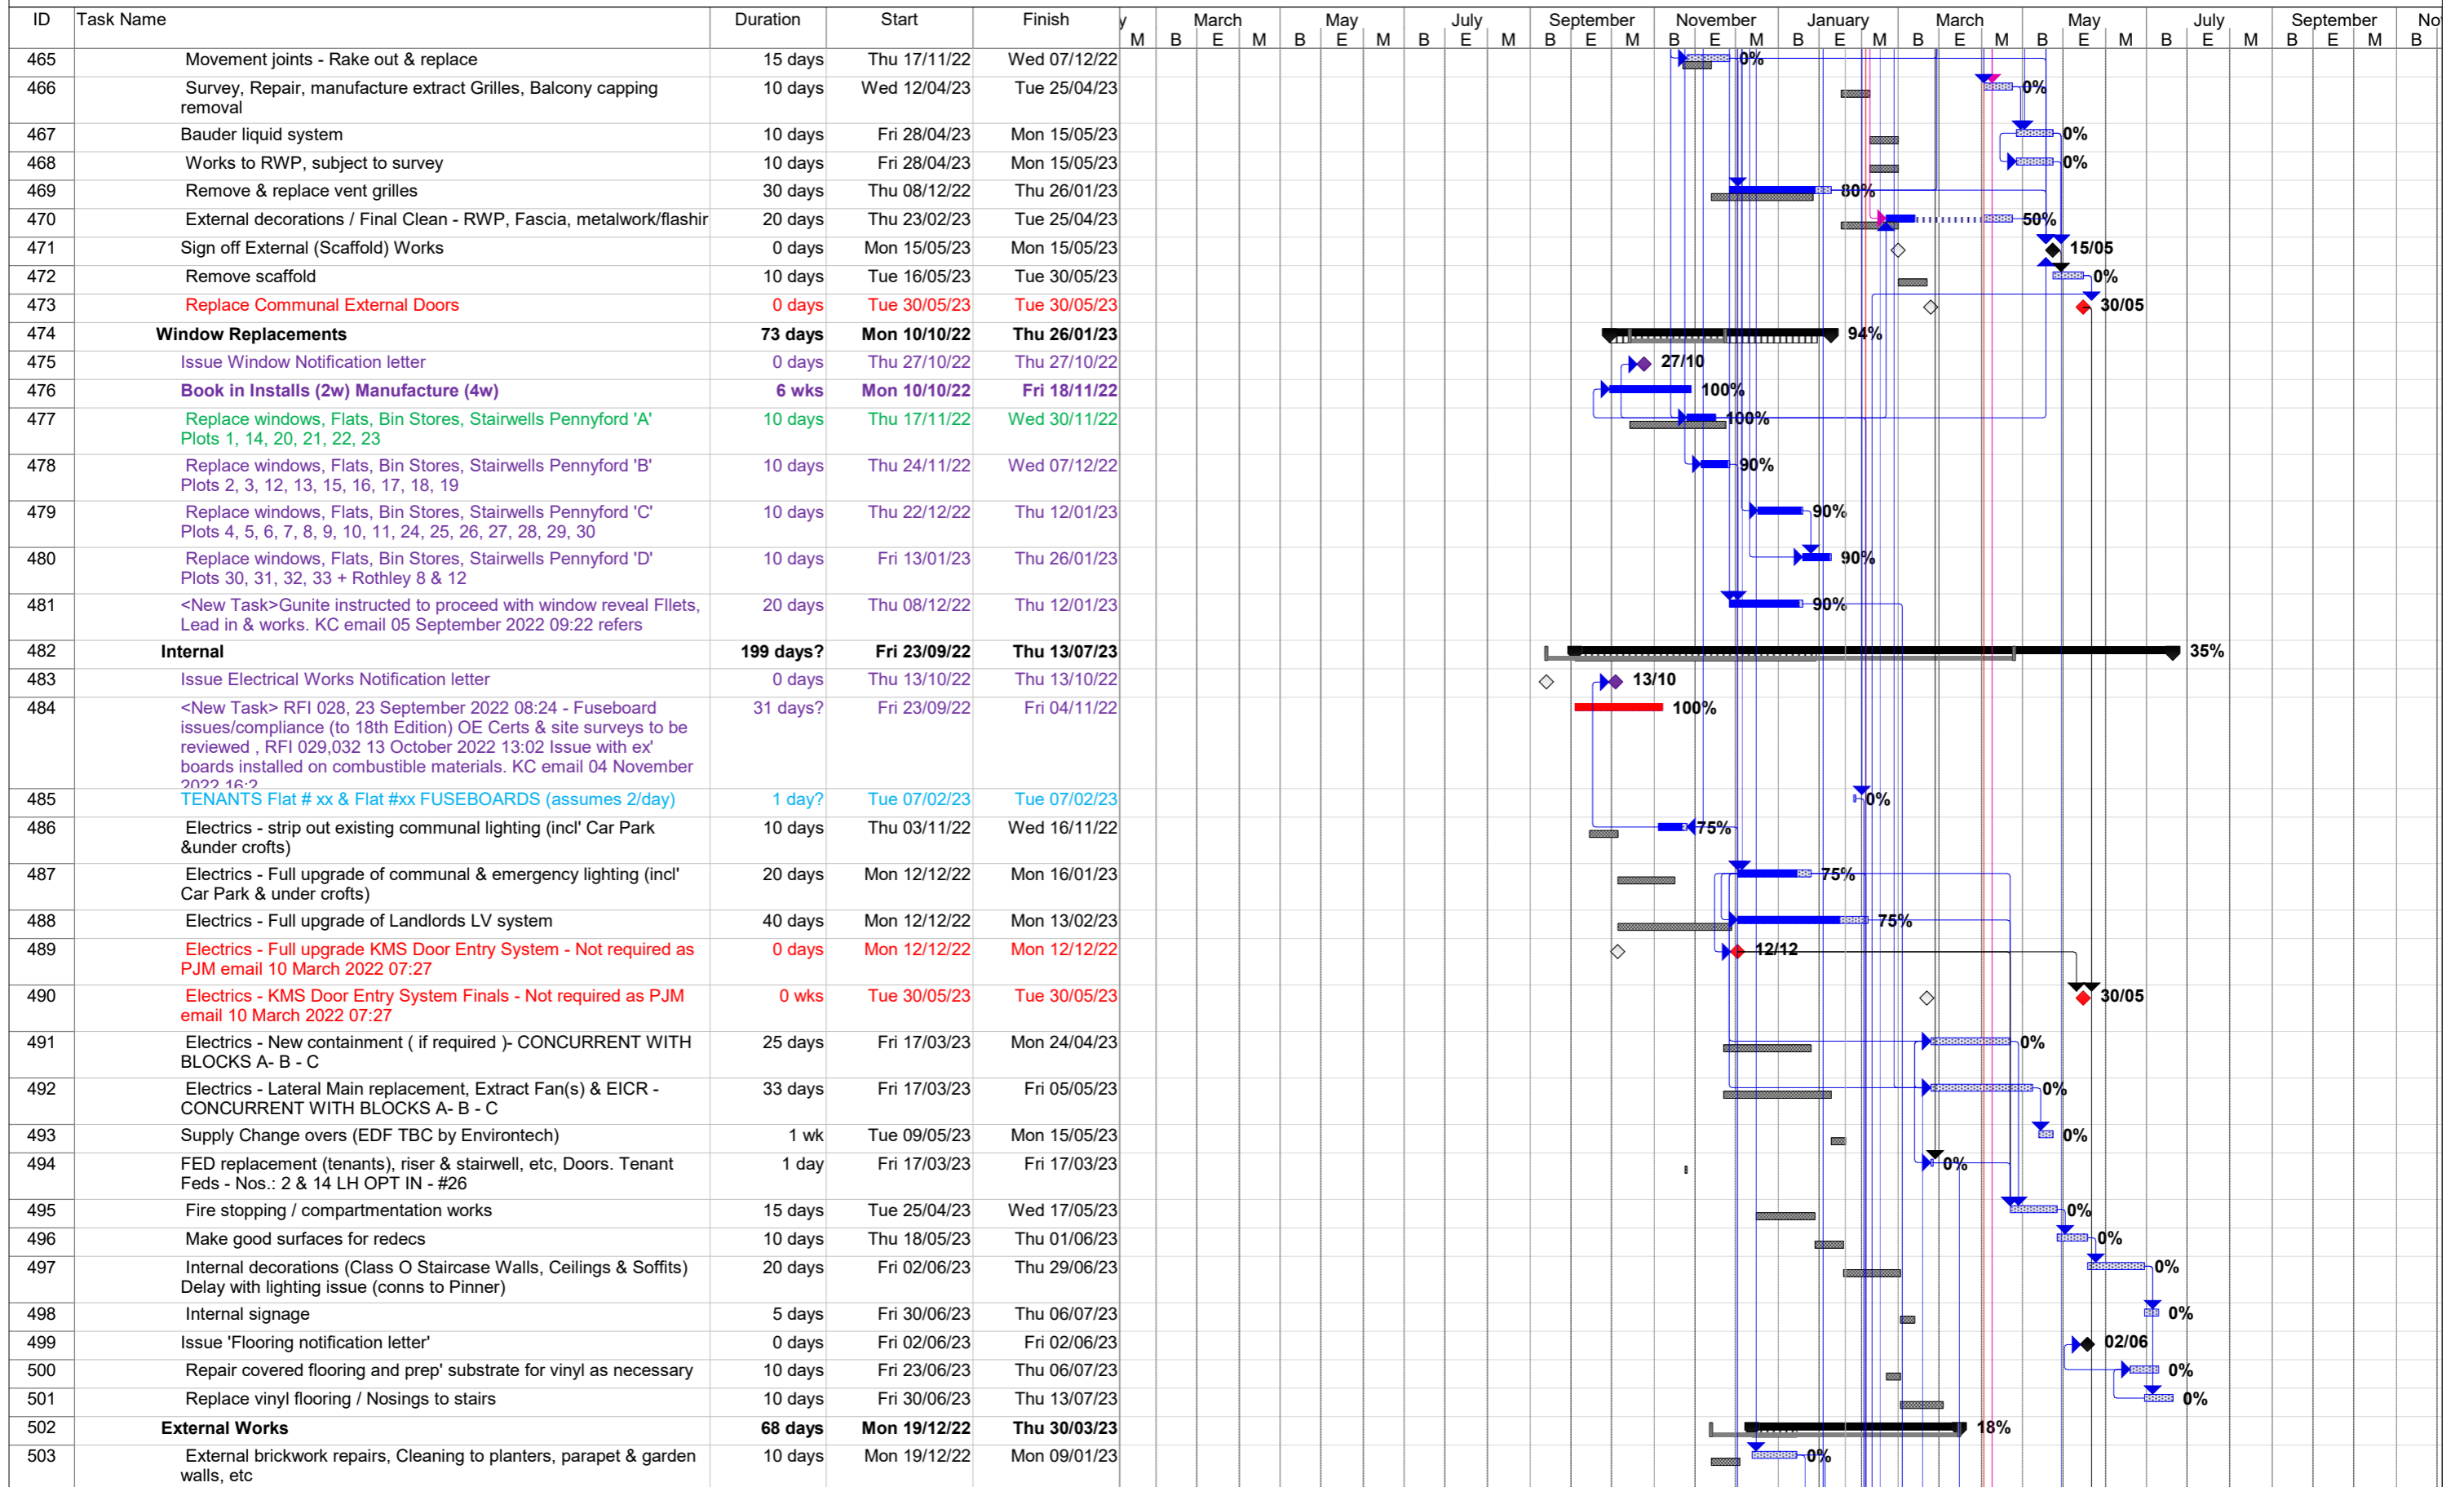 ID Task Name Duration Start Finish y March May July September November January March May July September No
M B E M B E M B E M B E M B E M B E M B E M B E M B E M B E M B
465 Movement joints - Rake out & replace 15 days Thu 17/11/22 Wed 07/12/22 0%
466 Survey, Repair, manufacture extract Grilles, Balcony capping 10 days Wed 12/04/23 Tue 25/04/23 0%
removal
467 Bauder liquid system 10 days Fri 28/04/23 Mon 15/05/23 0%
468 Works to RWP, subject to survey 10 days Fri 28/04/23 Mon 15/05/23 0%
469 Remove & replace vent grilles 30 days Thu 08/12/22 Thu 26/01/23 80%
470 External decorations / Final Clean - RWP, Fascia, metalwork/flashir 20 days Thu 23/02/23 Tue 25/04/23 50%
471 Sign off External (Scaffold) Works 0 days Mon 15/05/23 Mon 15/05/23 15/05
472 Remove scaffold 10 days Tue 16/05/23 Tue 30/05/23 0%
473 Replace Communal External Doors 0 days Tue 30/05/23 Tue 30/05/23 30/05
474 Window Replacements 73 days Mon 10/10/22 Thu 26/01/23 94%
475 Issue Window Notification letter 0 days Thu 27/10/22 Thu 27/10/22 27/10
476 Book in Installs (2w) Manufacture (4w) 6 wks Mon 10/10/22 Fri 18/11/22 100%
477 Replace windows, Flats, Bin Stores, Stairwells Pennyford 'A' 10 days Thu 17/11/22 Wed 30/11/22 100%
Plots 1, 14, 20, 21, 22, 23
478 Replace windows, Flats, Bin Stores, Stairwells Pennyford 'B' 10 days Thu 24/11/22 Wed 07/12/22 90%
Plots 2, 3, 12, 13, 15, 16, 17, 18, 19
479 Replace windows, Flats, Bin Stores, Stairwells Pennyford 'C' 10 days Thu 22/12/22 Thu 12/01/23 90%
Plots 4, 5, 6, 7, 8, 9, 10, 11, 24, 25, 26, 27, 28, 29, 30
480 Replace windows, Flats, Bin Stores, Stairwells Pennyford 'D' 10 days Fri 13/01/23 Thu 26/01/23 90%
Plots 30, 31, 32, 33 + Rothley 8 & 12
481 <New Task>Gunite instructed to proceed with window reveal FIlets, 20 days Thu 08/12/22 Thu 12/01/23 90%
Lead in & works. KC email 05 September 2022 09:22 refers
482 Internal 199 days? Fri 23/09/22 Thu 13/07/23 35%
483 Issue Electrical Works Notification letter 0 days Thu 13/10/22 Thu 13/10/22 13/10
484 <New Task> RFI 028, 23 September 2022 08:24 - Fuseboard 31 days? Fri 23/09/22 Fri 04/11/22 100%
issues/compliance (to 18th Edition) OE Certs & site surveys to be
reviewed , RFI 029,032 13 October 2022 13:02 Issue with ex'
boards installed on combustible materials. KC email 04 November
2022 16:2
485 TENANTS Flat # xx & Flat #xx FUSEBOARDS (assumes 2/day) 1 day? Tue 07/02/23 Tue 07/02/23 0%
486 Electrics - strip out existing communal lighting (incl' Car Park 10 days Thu 03/11/22 Wed 16/11/22 75%
&under crofts)
487 Electrics - Full upgrade of communal & emergency lighting (incl' 20 days Mon 12/12/22 Mon 16/01/23 75%
Car Park & under crofts)
488 Electrics - Full upgrade of Landlords LV system 40 days Mon 12/12/22 Mon 13/02/23 75%
489 Electrics - Full upgrade KMS Door Entry System - Not required as 0 days Mon 12/12/22 Mon 12/12/22 12/12
PJM email 10 March 2022 07:27
490 Electrics - KMS Door Entry System Finals - Not required as PJM 0 wks Tue 30/05/23 Tue 30/05/23 30/05
email 10 March 2022 07:27
491 Electrics - New containment ( if required )- CONCURRENT WITH 25 days Fri 17/03/23 Mon 24/04/23 0%
BLOCKS A- B - C
492 Electrics - Lateral Main replacement, Extract Fan(s) & EICR - 33 days Fri 17/03/23 Fri 05/05/23 0%
CONCURRENT WITH BLOCKS A- B - C
493 Supply Change overs (EDF TBC by Environtech) 1 wk Tue 09/05/23 Mon 15/05/23 0%
494 FED replacement (tenants), riser & stairwell, etc, Doors. Tenant 1 day Fri 17/03/23 Fri 17/03/23 0%
Feds - Nos.: 2 & 14 LH OPT IN - #26
495 Fire stopping / compartmentation works 15 days Tue 25/04/23 Wed 17/05/23 0%
496 Make good surfaces for redecs 10 days Thu 18/05/23 Thu 01/06/23 0%
497 Internal decorations (Class O Staircase Walls, Ceilings & Soffits) 20 days Fri 02/06/23 Thu 29/06/23 0%
Delay with lighting issue (conns to Pinner)
498 Internal signage 5 days Fri 30/06/23 Thu 06/07/23 0%
499 Issue 'Flooring notification letter' 0 days Fri 02/06/23 Fri 02/06/23 02/06
500 Repair covered flooring and prep' substrate for vinyl as necessary 10 days Fri 23/06/23 Thu 06/07/23 0%
501 Replace vinyl flooring / Nosings to stairs 10 days Fri 30/06/23 Thu 13/07/23 0%
502 External Works 68 days Mon 19/12/22 Thu 30/03/23 18%
503 External brickwork repairs, Cleaning to planters, parapet & garden 10 days Mon 19/12/22 Mon 09/01/23 0%
walls, etc